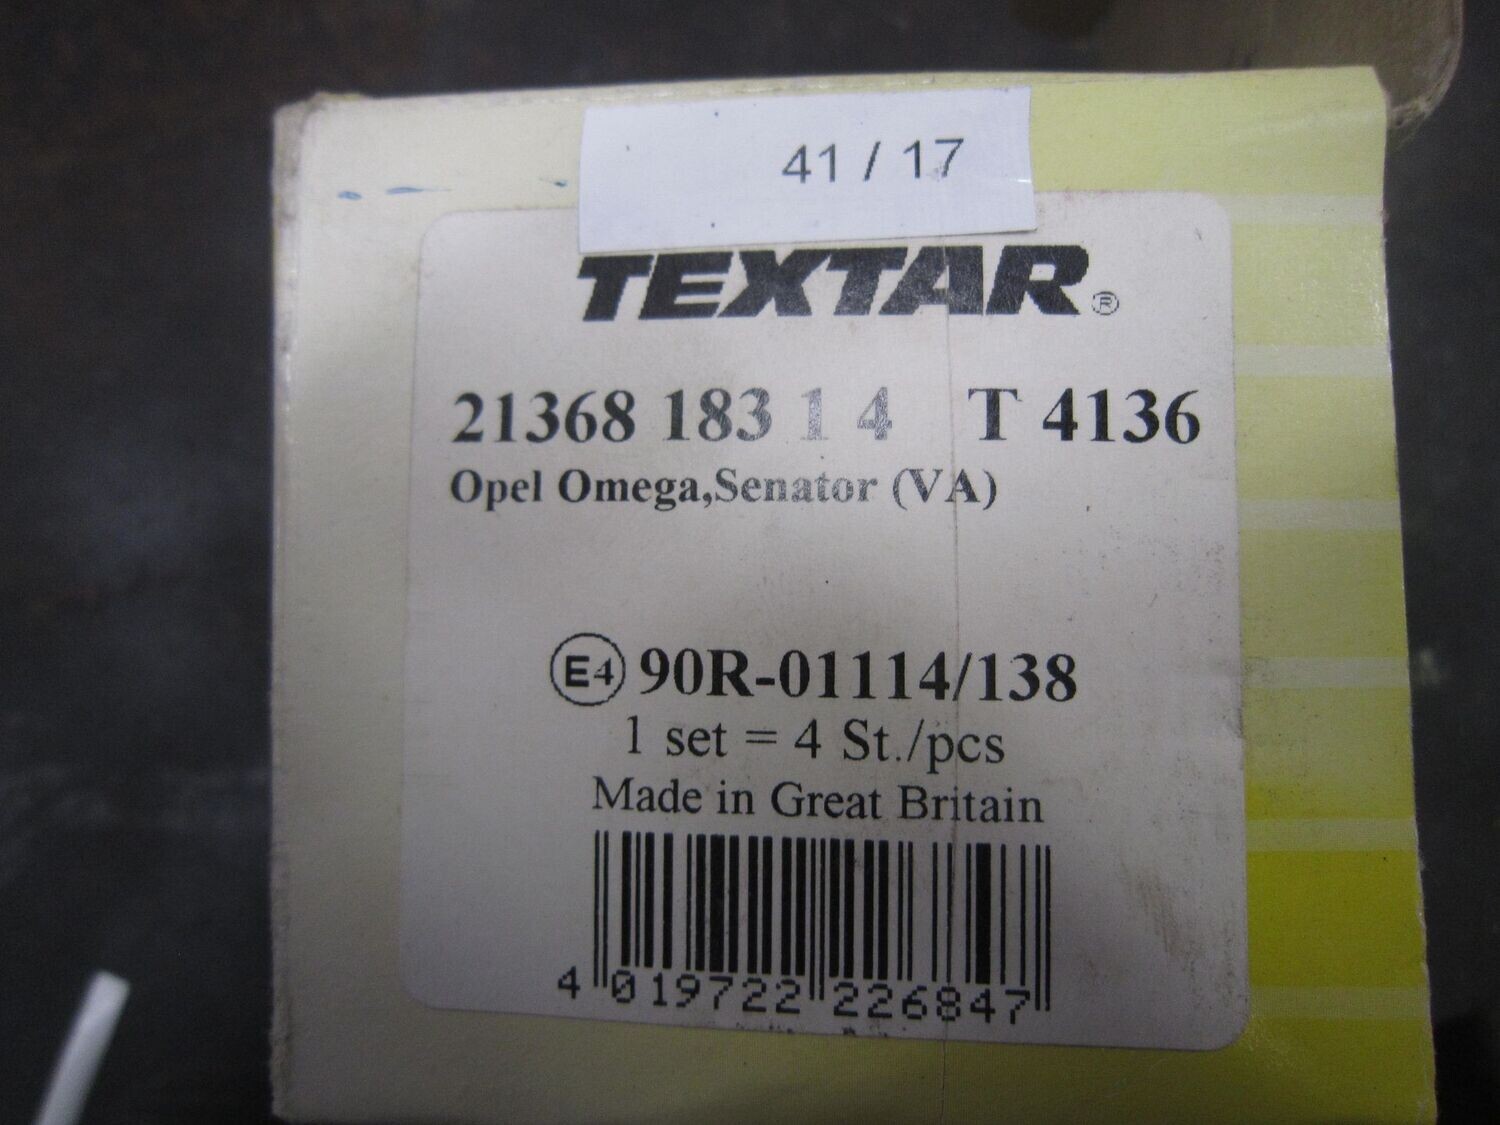 41 / 17
TEXTAR®
21368 183 1 4 T 4136
Opel Omega,Senator (VA)
E4 90R-01114/138
1 set = 4 St./pcs
Made in Great Britain
4 019722 226847